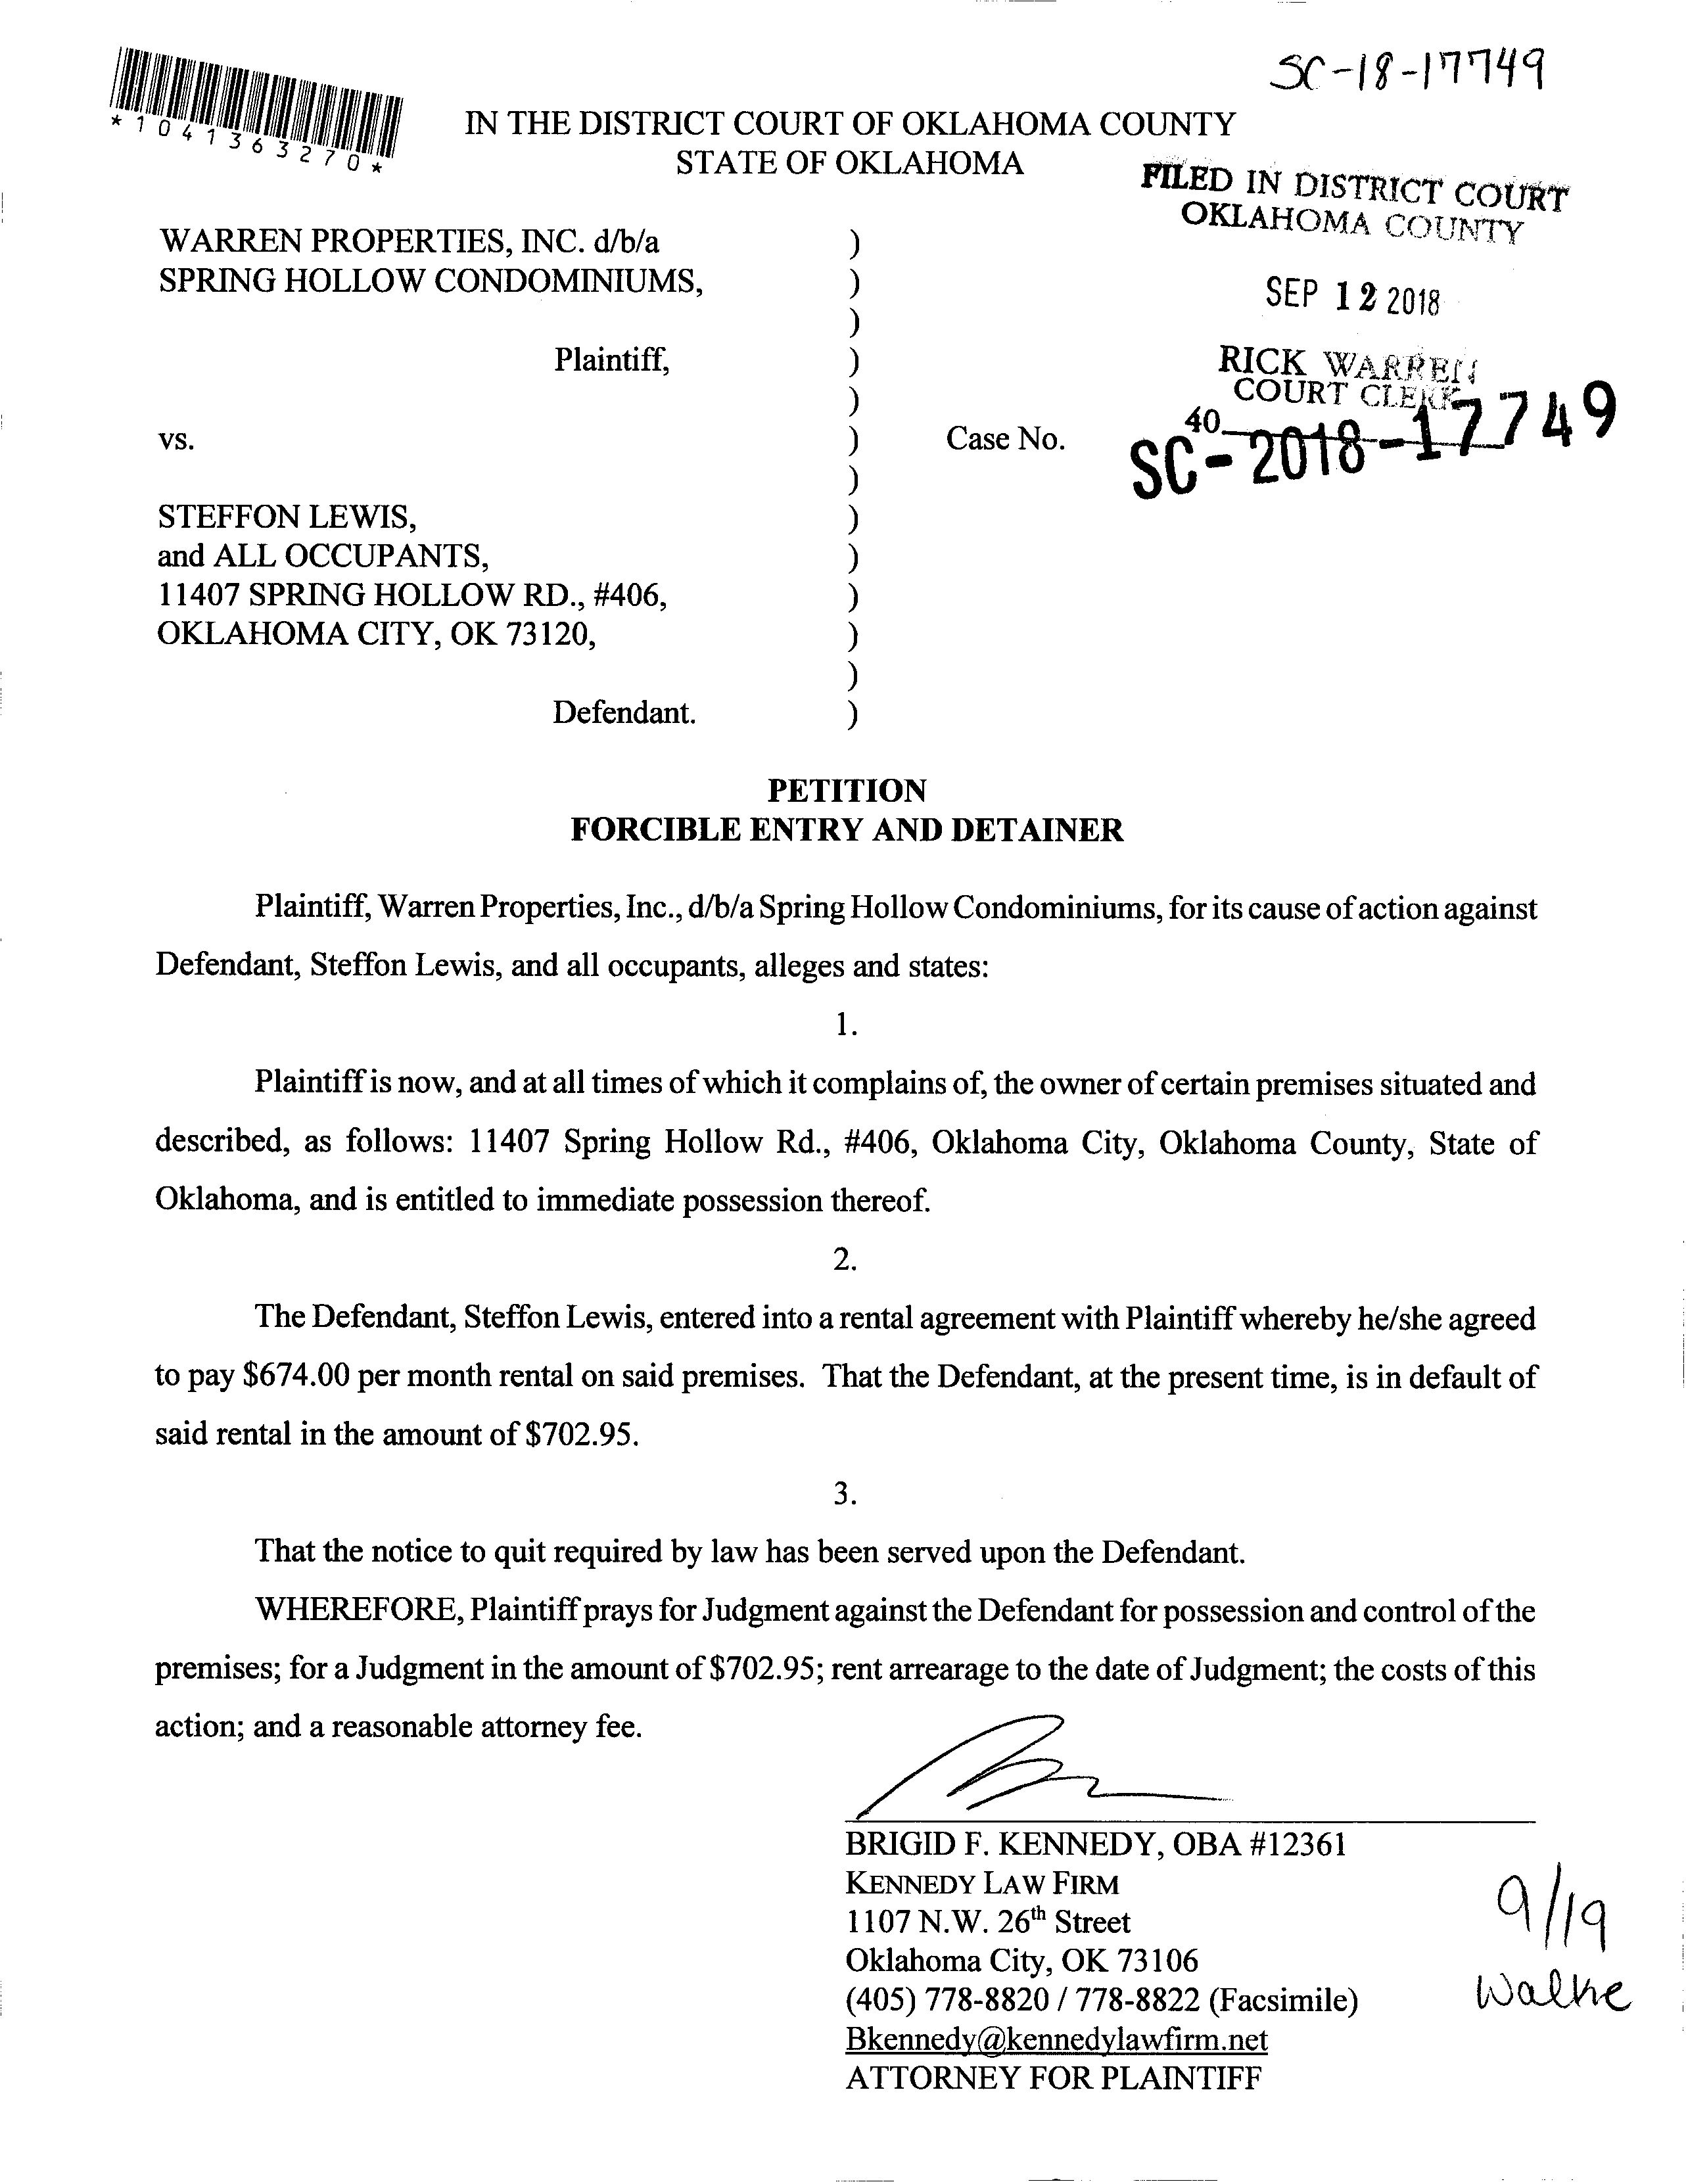 SC-18-17749
*1041363270*
IN THE DISTRICT COURT OF OKLAHOMA COUNTY
STATE OF OKLAHOMA
FILED IN DISTRICT COURT
OKLAHOMA COUNTY
WARREN PROPERTIES, INC. d/b/a )
SPRING HOLLOW CONDOMINIUMS, )
SEP 12 2018
)
Plaintiff, )
RICK WARREN
COURT CLERK
)
40
vs. ) Case No. SC-2018-17749
)
STEFFON LEWIS, )
and ALL OCCUPANTS, )
11407 SPRING HOLLOW RD., #406, )
OKLAHOMA CITY, OK 73120, )
)
Defendant. )
PETITION
FORCIBLE ENTRY AND DETAINER
Plaintiff, Warren Properties, Inc., d/b/a Spring Hollow Condominiums, for its cause of action against
Defendant, Steffon Lewis, and all occupants, alleges and states:
1.
Plaintiff is now, and at all times of which it complains of, the owner of certain premises situated and
described, as follows: 11407 Spring Hollow Rd., #406, Oklahoma City, Oklahoma County, State of
Oklahoma, and is entitled to immediate possession thereof.
2.
The Defendant, Steffon Lewis, entered into a rental agreement with Plaintiff whereby he/she agreed
to pay $674.00 per month rental on said premises. That the Defendant, at the present time, is in default of
said rental in the amount of $702.95.
3.
That the notice to quit required by law has been served upon the Defendant.
WHEREFORE, Plaintiff prays for Judgment against the Defendant for possession and control of the
premises; for a Judgment in the amount of $702.95; rent arrearage to the date of Judgment; the costs of this
action; and a reasonable attorney fee.
BRIGID F. KENNEDY, OBA #12361
KENNEDY LAW FIRM
1107 N.W. 26th Street
Oklahoma City, OK 73106
(405) 778-8820 / 778-8822 (Facsimile)
Bkennedy@kennedylawfirm.net
ATTORNEY FOR PLAINTIFF
9/19
Walke